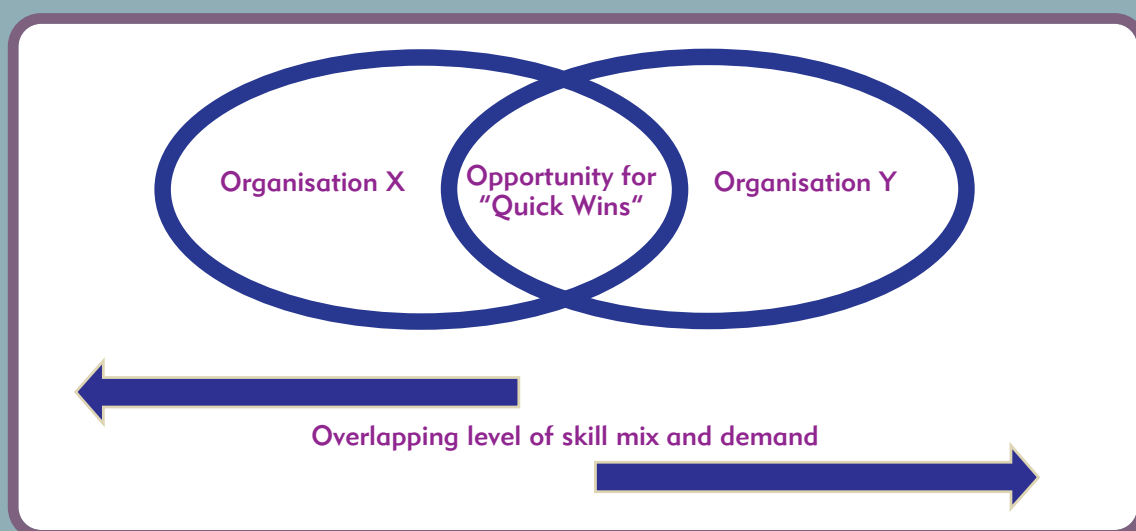 Organisation X
Opportunity for
“Quick Wins“
Organisation Y
Overlapping level of skill mix and demand